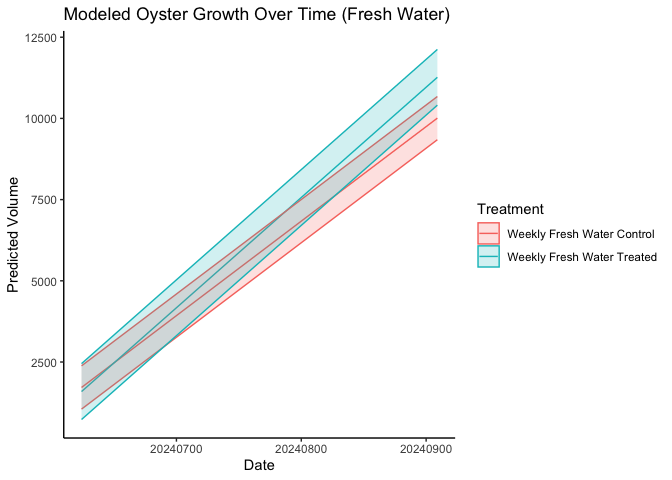 Modeled Oyster Growth Over Time (Fresh Water)
12500
10000
7500
5000
2500
Predicted Volume
20240700 20240800 20240900
Date
Treatment
Weekly Fresh Water Control
Weekly Fresh Water Treated